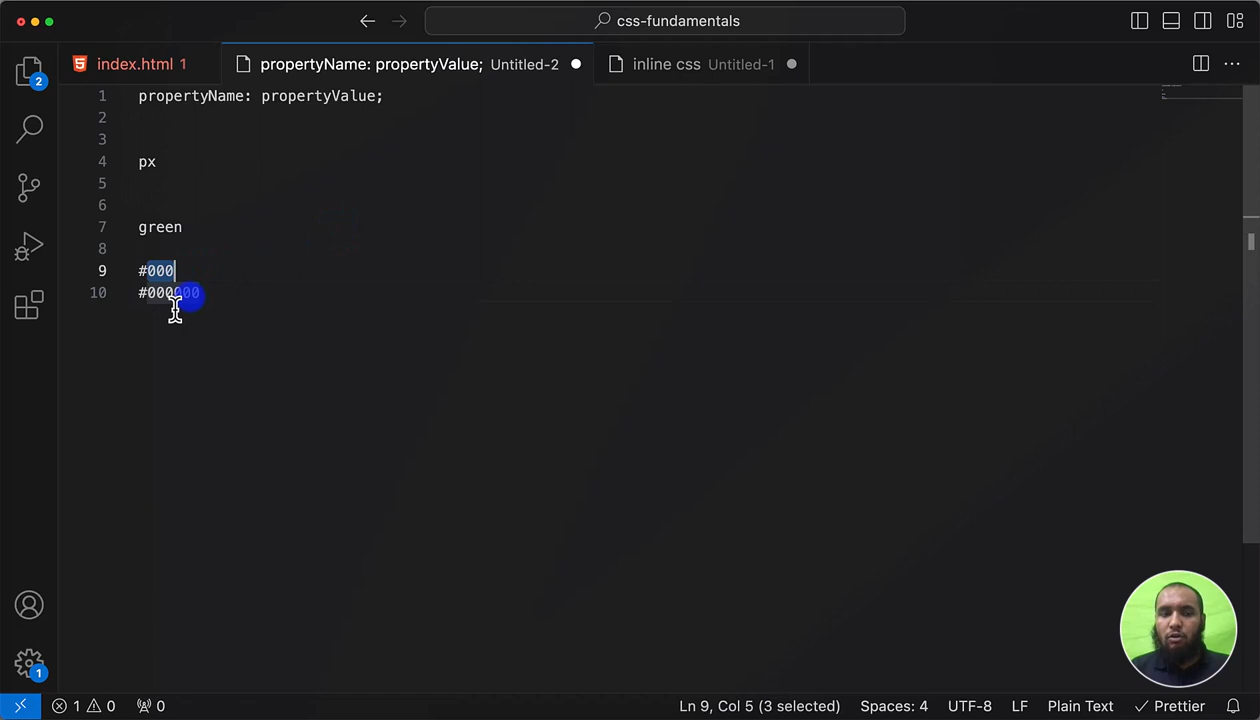 css-fundamentals
index.html 1
propertyName: propertyValue; Untitled-2
inline css Untitled-1
1 propertyName: propertyValue;
2
3
4 px
5
6
7 green
8
9 #000
10 #000000
2
1
1 0 0
Ln 9, Col 5 (3 selected) Spaces: 4 UTF-8 LF Plain Text Prettier